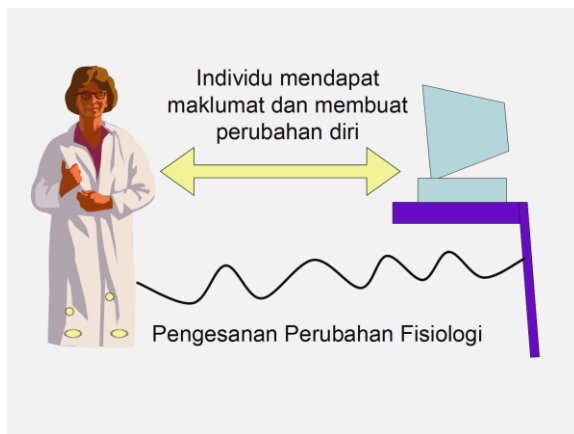 Individu mendapat
maklumat dan membuat
perubahan diri
Pengesanan Perubahan Fisiologi